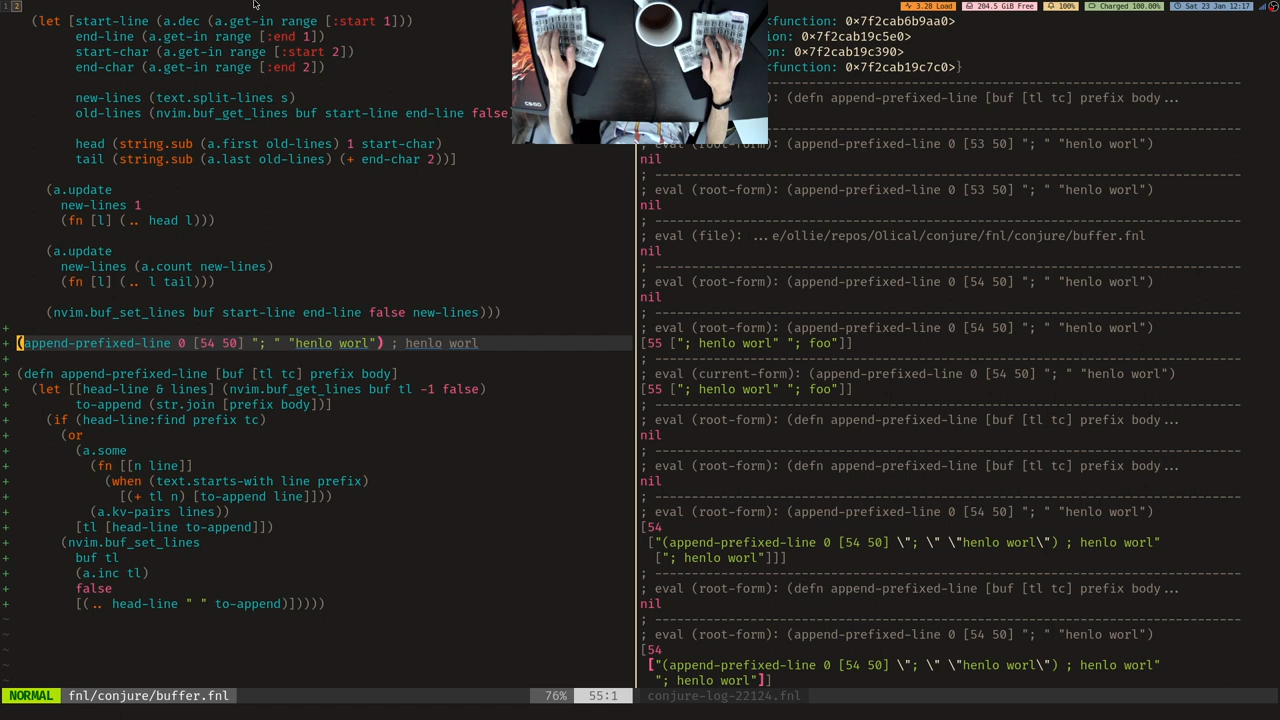 1 2
3.28 Load 204.5 GiB Free 100% Charged 100.00% Sat 23 Jan 12:17
(let [start-line (a.dec (a.get-in range [:start 1]))
end-line (a.get-in range [:end 1])
start-char (a.get-in range [:start 2])
end-char (a.get-in range [:end 2])
new-lines (text.split-lines s)
old-lines (nvim.buf_get_lines buf start-line end-line false)
head (string.sub (a.first old-lines) 1 start-char)
tail (string.sub (a.last old-lines) (+ end-char 2))]
(a.update
new-lines 1
(fn [l] (.. head l)))
(a.update
new-lines (a.count new-lines)
(fn [l] (.. l tail)))
(nvim.buf_set_lines buf start-line end-line false new-lines)))
+
+ (append-prefixed-line 0 [54 50] "; " "henlo worl") ; henlo worl
+
+ (defn append-prefixed-line [buf [tl tc] prefix body]
+ (let [[head-line & lines] (nvim.buf_get_lines buf tl -1 false)
+ to-append (str.join [prefix body])]
+ (if (head-line:find prefix tc)
+ (or
+ (a.some
+ (fn [[n line]]
+ (when (text.starts-with line prefix)
+ [(+ tl n) [to-append line]]))
+ (a.kv-pairs lines))
+ [tl [head-line to-append]])
+ (nvim.buf_set_lines
+ buf tl
+ (a.inc tl)
+ false
+ [(.. head-line " " to-append)]))))
~
~
~
~
~
NORMAL fnl/conjure/buffer.fnl 76% 55:1
function: 0x7f2cab6b9aa0>
ion: 0x7f2cab19c5e0>
0x7f2cab19c390>
function: 0x7f2cab19c7c0>}
--------------------------------------------------------------------------------
): (defn append-prefixed-line [buf [tl tc] prefix body...
--------------------------------------------------------------------------------
; eval (root-form): (append-prefixed-line 0 [53 50] "; " "henlo worl")
nil
; --------------------------------------------------------------------------------
; eval (root-form): (append-prefixed-line 0 [53 50] "; " "henlo worl")
nil
; --------------------------------------------------------------------------------
; eval (file): ...e/ollie/repos/Olical/conjure/fnl/conjure/buffer.fnl
nil
; --------------------------------------------------------------------------------
; eval (root-form): (append-prefixed-line 0 [54 50] "; " "henlo worl")
nil
; --------------------------------------------------------------------------------
; eval (root-form): (append-prefixed-line 0 [54 50] "; " "henlo worl")
[55 ["; henlo worl" "; foo"]]
; --------------------------------------------------------------------------------
; eval (current-form): (append-prefixed-line 0 [54 50] "; " "henlo worl")
[55 ["; henlo worl" "; foo"]]
; --------------------------------------------------------------------------------
; eval (root-form): (defn append-prefixed-line [buf [tl tc] prefix body...
nil
; --------------------------------------------------------------------------------
; eval (root-form): (defn append-prefixed-line [buf [tl tc] prefix body...
nil
; --------------------------------------------------------------------------------
; eval (root-form): (append-prefixed-line 0 [54 50] "; " "henlo worl")
[54
["(append-prefixed-line 0 [54 50] \"; \" \"henlo worl\") ; henlo worl"
["; henlo worl"]]]
; --------------------------------------------------------------------------------
; eval (root-form): (defn append-prefixed-line [buf [tl tc] prefix body...
nil
; --------------------------------------------------------------------------------
; eval (root-form): (append-prefixed-line 0 [54 50] "; " "henlo worl")
[54
["(append-prefixed-line 0 [54 50] \"; \" \"henlo worl\") ; henlo worl"
"; henlo worl"]]
conjure-log-22124.fnl